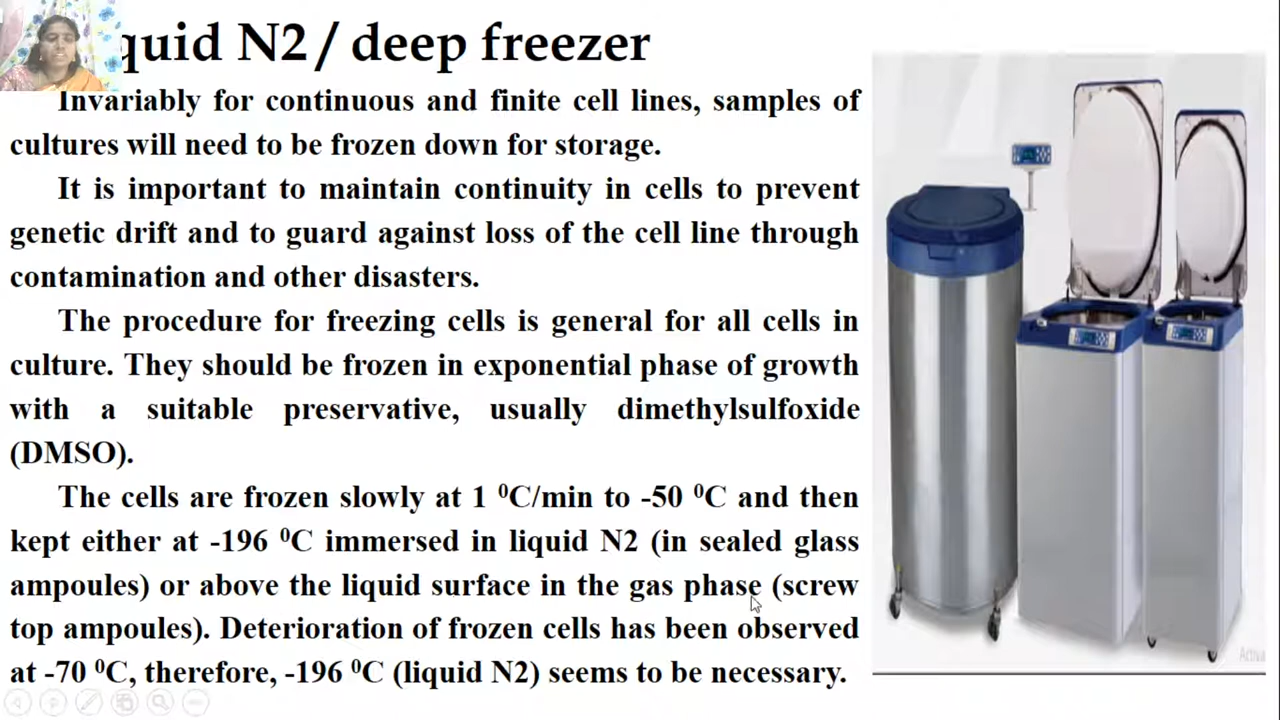 quid N2 / deep freezer
Invariably for continuous and finite cell lines, samples of
cultures will need to be frozen down for storage.
It is important to maintain continuity in cells to prevent
genetic drift and to guard against loss of the cell line through
contamination and other disasters.
The procedure for freezing cells is general for all cells in
culture. They should be frozen in exponential phase of growth
with a suitable preservative, usually dimethylsulfoxide
(DMSO).
The cells are frozen slowly at 1 ⁰C/min to -50 ⁰C and then
kept either at -196 ⁰C immersed in liquid N2 (in sealed glass
ampoules) or above the liquid surface in the gas phase (screw
top ampoules). Deterioration of frozen cells has been observed
at -70 ⁰C, therefore, -196 ⁰C (liquid N2) seems to be necessary.
Activa